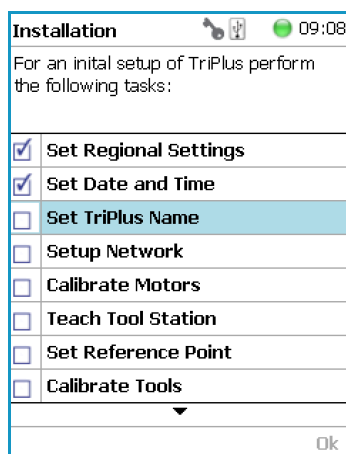 Installation 09:08
For an inital setup of TriPlus perform
the following tasks:
Set Regional Settings
Set Date and Time
Set TriPlus Name
Setup Network
Calibrate Motors
Teach Tool Station
Set Reference Point
Calibrate Tools
Ok